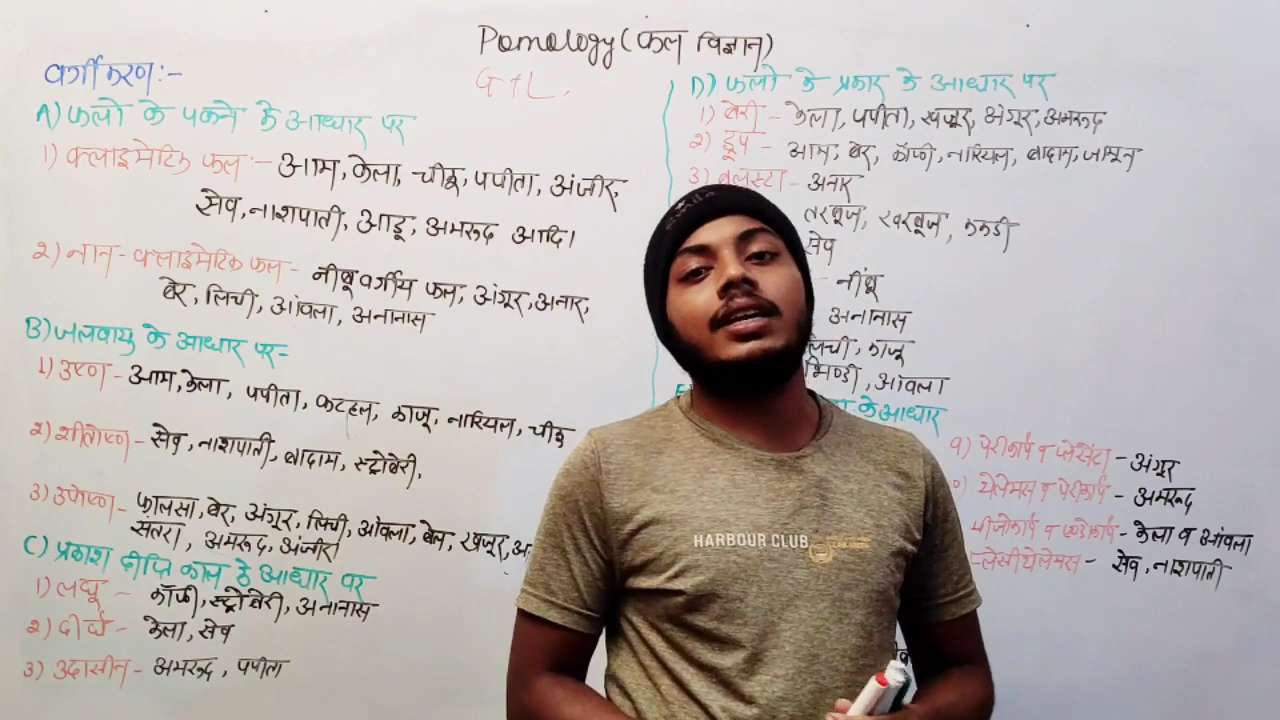 Pomology (फल विज्ञान)
G+L,
वर्गीकरण:-
A) फलो के पकने के आधार पर
1) क्लाइमेटिक फल:- आम, केला, चीकू, पपीता, अंजीर,
सेव, नाशपाती, आडू, अमरूद आदि।
2) नान-क्लाइमेटिक फल- नीबू वर्गीय फल, अंगूर, अनार,
बेर, लिची, आंवला, अनानास
B) जलवायु के आधार पर-
1) उष्ण - आम, केला, पपीता, कटहल, काजू, नारियल, चीकू
2) शीतोष्ण - सेव, नाशपाती, बादाम, स्ट्रोबेरी,
3) उपोष्ण - फालसा, बेर, अंगूर, लिची, आंवला, बेल, खजूर,
संतरा, अमरूद, अंजीर
C) प्रकाश दीप्ति काल के आधार पर
1) लघू - कॉफी, स्ट्रोबेरी, अनानास
2) दीर्घ - केला, सेव
3) उदासीन - अमरूद, पपीता
D) फलो के प्रकार के आधार पर
1) बेरी - केला, पपीता, खजूर, अंगूर, अमरूद
2) डूप - आम, बेर, कॉफी, नारियल, बादाम, जामून
3) बलुस्टा - अनार
तरबूज, खरबूज, ककडी
सेव
- नींबू
अनानास
लिची, काजू
भिण्डी, आंवला
के आधार
9) पेरीकार्प व प्लेसेंटा - अंगूर
थेलेमस व पेरीकार्प - अमरूद
मीजोकार्प व एण्डोकार्प - केला व आंवला
फ्लेसीथेलेमस - सेव, नाशपाती
HARBOUR CLUB